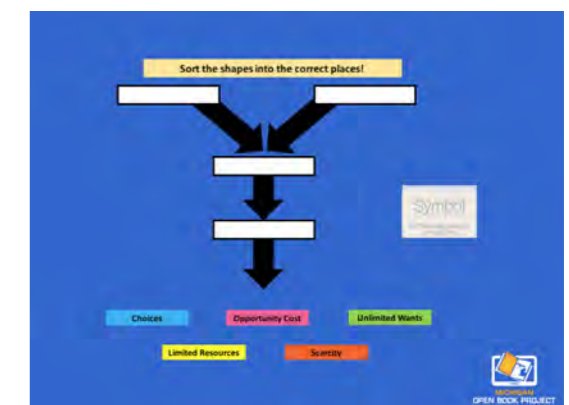 Sort the shapes into the correct places!
Symbol
Choices
Opportunity Cost
Unlimited Wants
Limited Resources
Scarcity
MICHIGAN
OPEN BOOK PROJECT